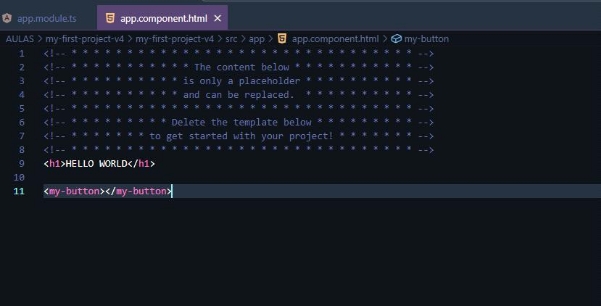 app.module.ts
app.component.html ×
AULAS > my-first-project-v4 > my-first-project-v4 > src > app > app.component.html > my-button
1 <!-- * * * * * * * * * * * * * * * * * * * * * * * * * * * * * * * -->
2 <!-- * * * * * * * * * * * The content below * * * * * * * * * * -->
3 <!-- * * * * * * * * * * is only a placeholder * * * * * * * * * * -->
4 <!-- * * * * * * * * * * and can be replaced. * * * * * * * * * * -->
5 <!-- * * * * * * * * * * * * * * * * * * * * * * * * * * * * * * * -->
6 <!-- * * * * * * * * * Delete the template below * * * * * * * * * -->
7 <!-- * * * * * * * to get started with your project! * * * * * * * -->
8 <!-- * * * * * * * * * * * * * * * * * * * * * * * * * * * * * * * -->
9 <h1>HELLO WORLD</h1>
10
11 <my-button></my-button>